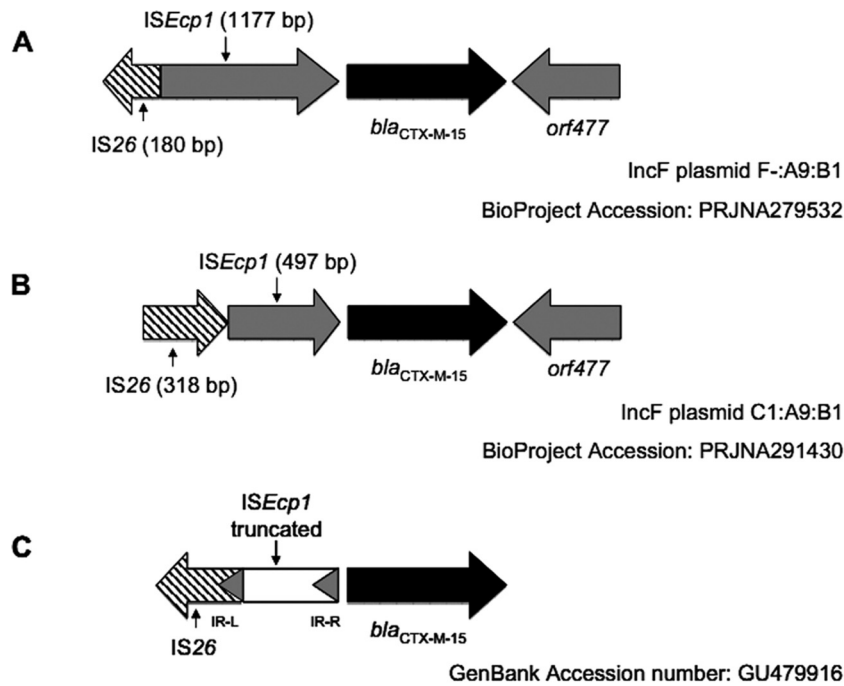 ISEcp1 (1177 bp)
A
IS26 (180 bp)
blaCTX-M-15
orf477
IncF plasmid F-:A9:B1
BioProject Accession: PRJNA279532
ISEcp1 (497 bp)
B
IS26 (318 bp)
blaCTX-M-15
orf477
IncF plasmid C1:A9:B1
BioProject Accession: PRJNA291430
ISEcp1
truncated
C
IR-L
IR-R
IS26
blaCTX-M-15
GenBank Accession number: GU479916